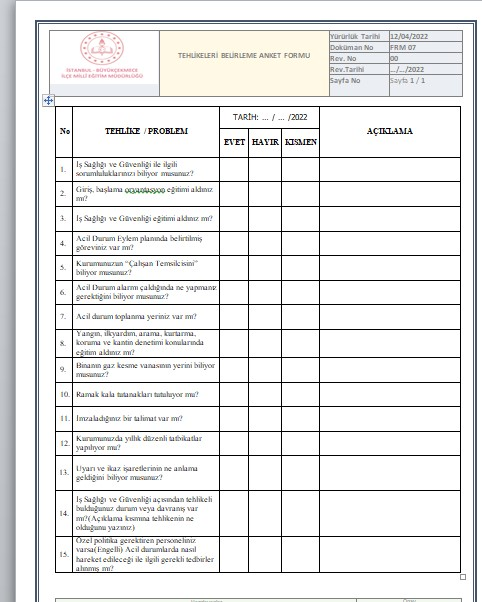 İSTANBUL - BÜYÜKÇEKMECE
İLÇE MİLLİ EĞİTİM MÜDÜRLÜĞÜ
TEHLİKELERİ BELİRLEME ANKET FORMU
Yürürlük Tarihi 12/04/2022
Doküman No FRM 07
Rev. No 00
Rev.Tarihi ../../2022
Sayfa No Sayfa 1 / 1
No TEHLİKE / PROBLEM TARİH: ... / ... /2022 AÇIKLAMA
EVET HAYIR KISMEN
1. İş Sağlığı ve Güvenliği ile ilgili
sorumluluklarınızı biliyor musunuz?
2. Giriş, başlama oryantasyon eğitimi aldınız
mı?
3. İş Sağlığı ve Güvenliği eğitimi aldınız mı?
4. Acil Durum Eylem planında belirtilmiş
göreviniz var mı?
5. Kurumunuzun “Çalışan Temsilcisini”
biliyor musunuz?
6. Acil Durum alarmı çaldığında ne yapmanız
gerektiğini biliyor musunuz?
7. Acil durum toplanma yeriniz var mı?
8. Yangın, ilkyardım, arama, kurtarma,
koruma ve kantin denetimi konularında
eğitim aldınız mı?
9. Binanın gaz kesme vanasının yerini biliyor
musunuz?
10. Ramak kala tutanakları tutuluyor mu?
11. İmzaladığınız bir talimat var mı?
12. Kurumunuzda yıllık düzenli tatbikatlar
yapılıyor mu?
13. Uyarı ve ikaz işaretlerinin ne anlama
geldiğini biliyor musunuz?
14. İş Sağlığı ve Güvenliği açısından tehlikeli
bulduğunuz durum veya davranış var
mı?(Açıklama kısmına tehlikenin ne
olduğunu yazınız)
15. Özel politika gerektiren personeliniz
varsa(Engelli) Acil durumlarda nasıl
hareket edileceği ile ilgili gerekli tedbirler
alınmış mı?